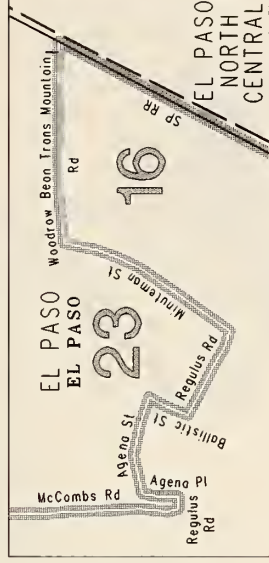 Woodrow Bean Trans Mountain
Rd
SP RR
EL PASO
NORTH
CENTRAL
16
EL PASO
EL PASO
23
Minuteman St
Regulus Rd
Ballistic St
Agena St
McCombs Rd
Agena Pl
Regulus
Rd